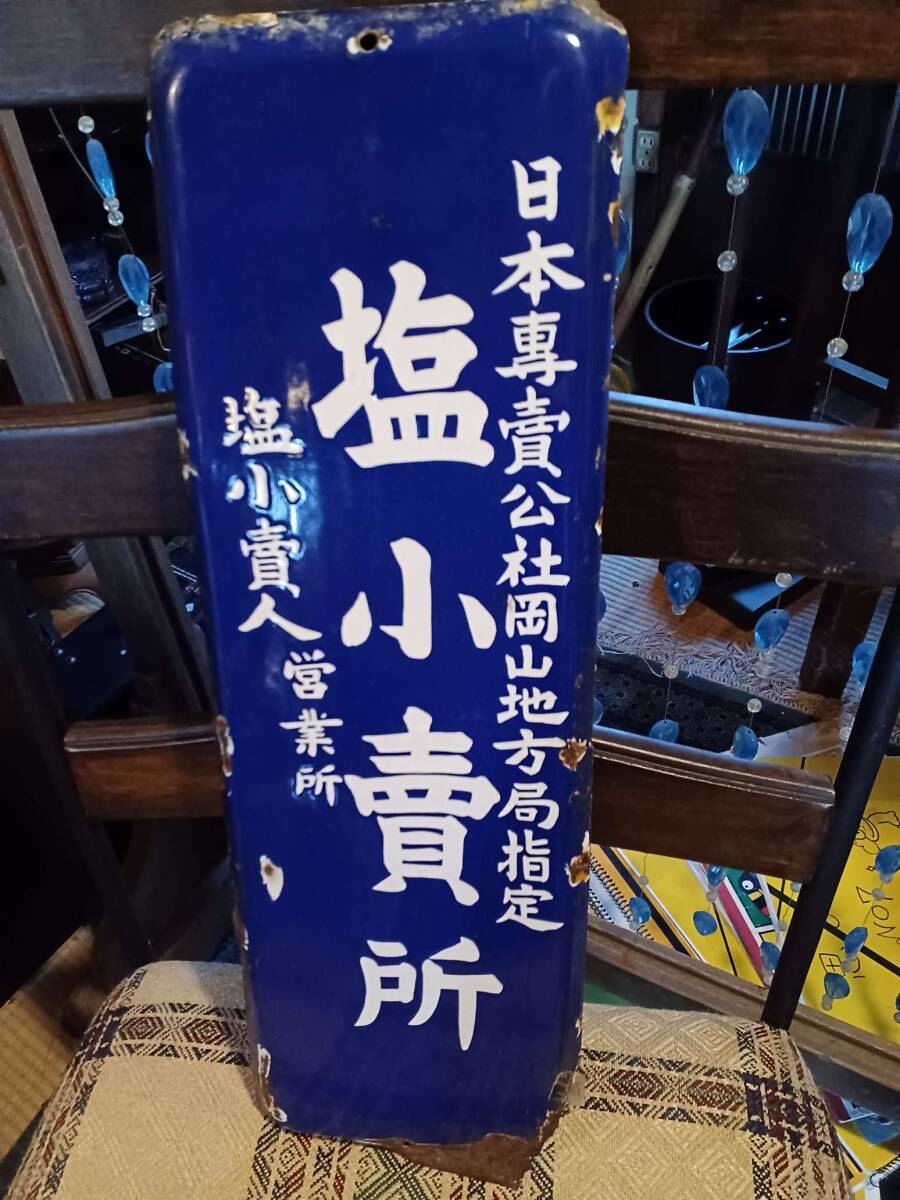 日本專賣公社岡山地方局指定
塩小賣所
塩小賣人営業所